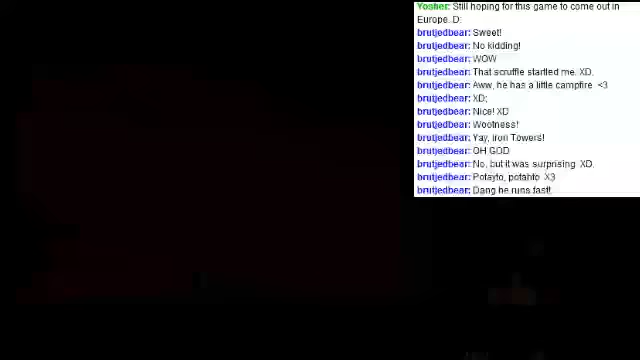 Yosher: Still hoping for this game to come out in
Europe. D:
brutjedbear: Sweet!
brutjedbear: No kidding!
brutjedbear: WOW
brutjedbear: That scruffle startled me. XD.
brutjedbear: Aww, he has a little campfire <3
brutjedbear: XD;
brutjedbear: Nice! XD
brutjedbear: Wootness!
brutjedbear: Yay, iron Towers!
brutjedbear: OH GOD
brutjedbear: No, but it was surprising XD.
brutjedbear: Potayto, potahto X3
brutjedbear: Dang he runs fast!